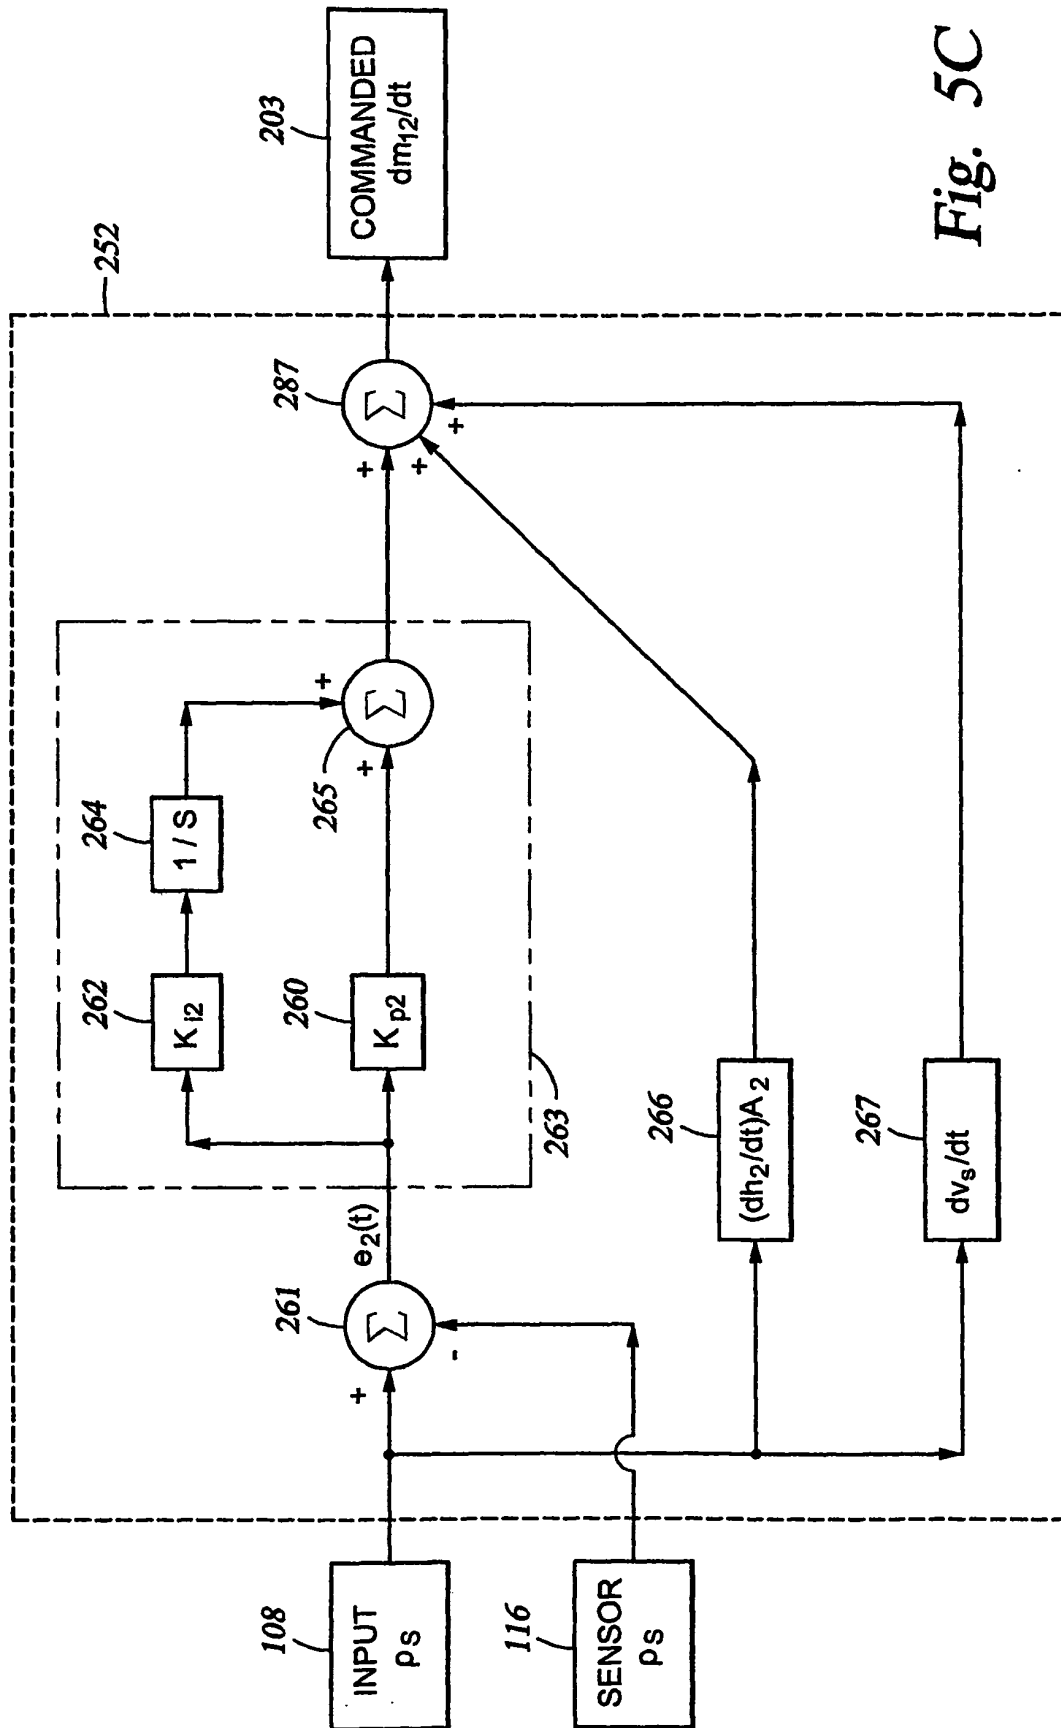 252
108
INPUT
ρs
116
SENSOR
ρs
+
-
261
Σ
e₂(t)
262
Ki2
264
1 / S
260
Kp2
265
+
+
Σ
263
266
(dh₂/dt)A₂
267
dvs/dt
287
+
+
+
Σ
203
COMMANDED
dm₁₂/dt
Fig. 5C